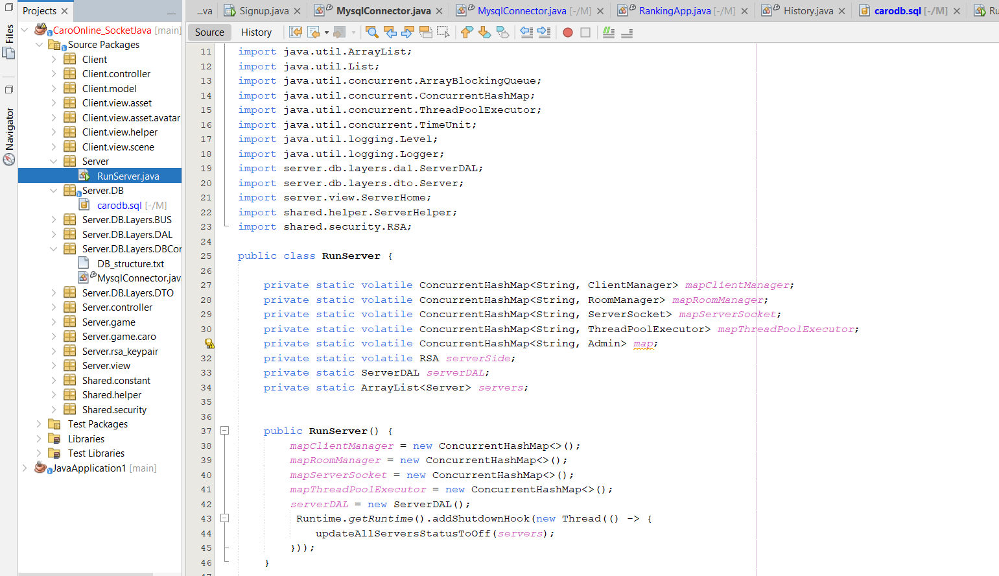 Files
Navigator
Projects
CaroOnline_SocketJava [main]
Source Packages
Client
Client.controller
Client.model
Client.view.asset
Client.view.asset.avatar
Client.view.helper
Client.view.scene
Server
RunServer.java
Server.DB
carodb.sql [-/M]
Server.DB.Layers.BUS
Server.DB.Layers.DAL
Server.DB.Layers.DBCor
DB_structure.txt
MysqlConnector.jav
Server.DB.Layers.DTO
Server.controller
Server.game
Server.game.caro
Server.rsa_keypair
Server.view
Shared.constant
Shared.helper
Shared.security
Test Packages
Libraries
Test Libraries
JavaApplication1 [main]
...va Signup.java MysqlConnector.java MysqlConnector.java [-/M] RankingApp.java [-/M] History.java carodb.sql [-/M] Ru
Source History
11 import java.util.ArrayList;
12 import java.util.List;
13 import java.util.concurrent.ArrayBlockingQueue;
14 import java.util.concurrent.ConcurrentHashMap;
15 import java.util.concurrent.ThreadPoolExecutor;
16 import java.util.concurrent.TimeUnit;
17 import java.util.logging.Level;
18 import java.util.logging.Logger;
19 import server.db.layers.dal.ServerDAL;
20 import server.db.layers.dto.Server;
21 import server.view.ServerHome;
22 import shared.helper.ServerHelper;
23 import shared.security.RSA;
24
25 public class RunServer {
26
27 private static volatile ConcurrentHashMap<String, ClientManager> mapClientManager;
28 private static volatile ConcurrentHashMap<String, RoomManager> mapRoomManager;
29 private static volatile ConcurrentHashMap<String, ServerSocket> mapServerSocket;
30 private static volatile ConcurrentHashMap<String, ThreadPoolExecutor> mapThreadPoolExecutor;
private static volatile ConcurrentHashMap<String, Admin> map;
32 private static volatile RSA serverSide;
33 private static ServerDAL serverDAL;
34 private static ArrayList<Server> servers;
35
36
37 public RunServer() {
38 mapClientManager = new ConcurrentHashMap<>();
39 mapRoomManager = new ConcurrentHashMap<>();
40 mapServerSocket = new ConcurrentHashMap<>();
41 mapThreadPoolExecutor = new ConcurrentHashMap<>();
42 serverDAL = new ServerDAL();
43 Runtime.getRuntime().addShutdownHook(new Thread(() -> {
44 updateAllServersStatusToOff(servers);
45 }));
46 }